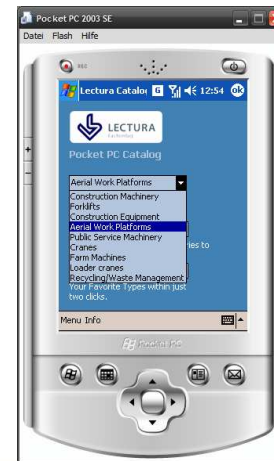 Pocket PC 2003 SE
Datei Flash Hilfe
Lectura Catalo
G
12:54
ok
LECTURA
Pocket PC Catalog
Aerial Work Platforms
Construction Machinery
Forklifts
Construction Equipment
Aerial Work Platforms
Public Service Machinery
Cranes
Farm Machines
Loader cranes
Recycling/Waste Management
ries to
Your Favorite Types within just
two clicks.
Menu Info
Pocket PC